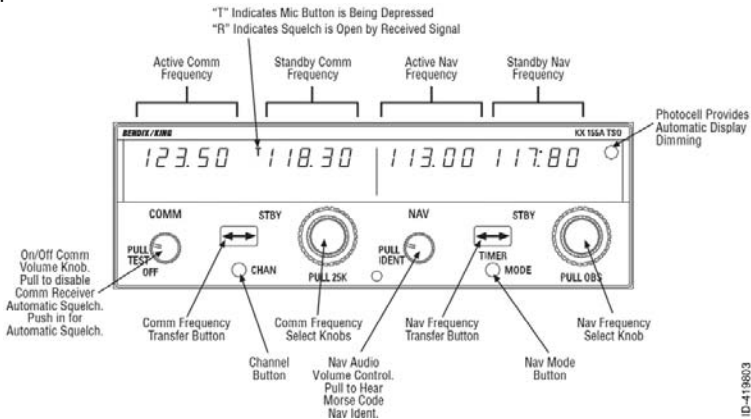 "T" Indicates Mic Button is Being Depressed
"R" Indicates Squelch is Open by Received Signal
Active Comm
Frequency
Standby Comm
Frequency
Active Nav
Frequency
Standby Nav
Frequency
Photocell Provides
Automatic Display
Dimming
BENDIX/KING
KX 155A TSO
123.50
T
118.30
113.00
117.80
COMM
STBY
NAV
STBY
PULL
TEST
OFF
CHAN
PULL 25K
PULL
IDENT
TIMER
MODE
PULL OBS
On/Off Comm
Volume Knob.
Pull to disable
Comm Receiver
Automatic Squelch.
Push in for
Automatic Squelch.
Comm Frequency
Transfer Button
Comm Frequency
Select Knobs
Nav Frequency
Transfer Button
Nav Frequency
Select Knob
Channel
Button
Nav Audio
Volume Control.
Pull to Hear
Morse Code
Nav Ident.
Nav Mode
Button
ID-419803